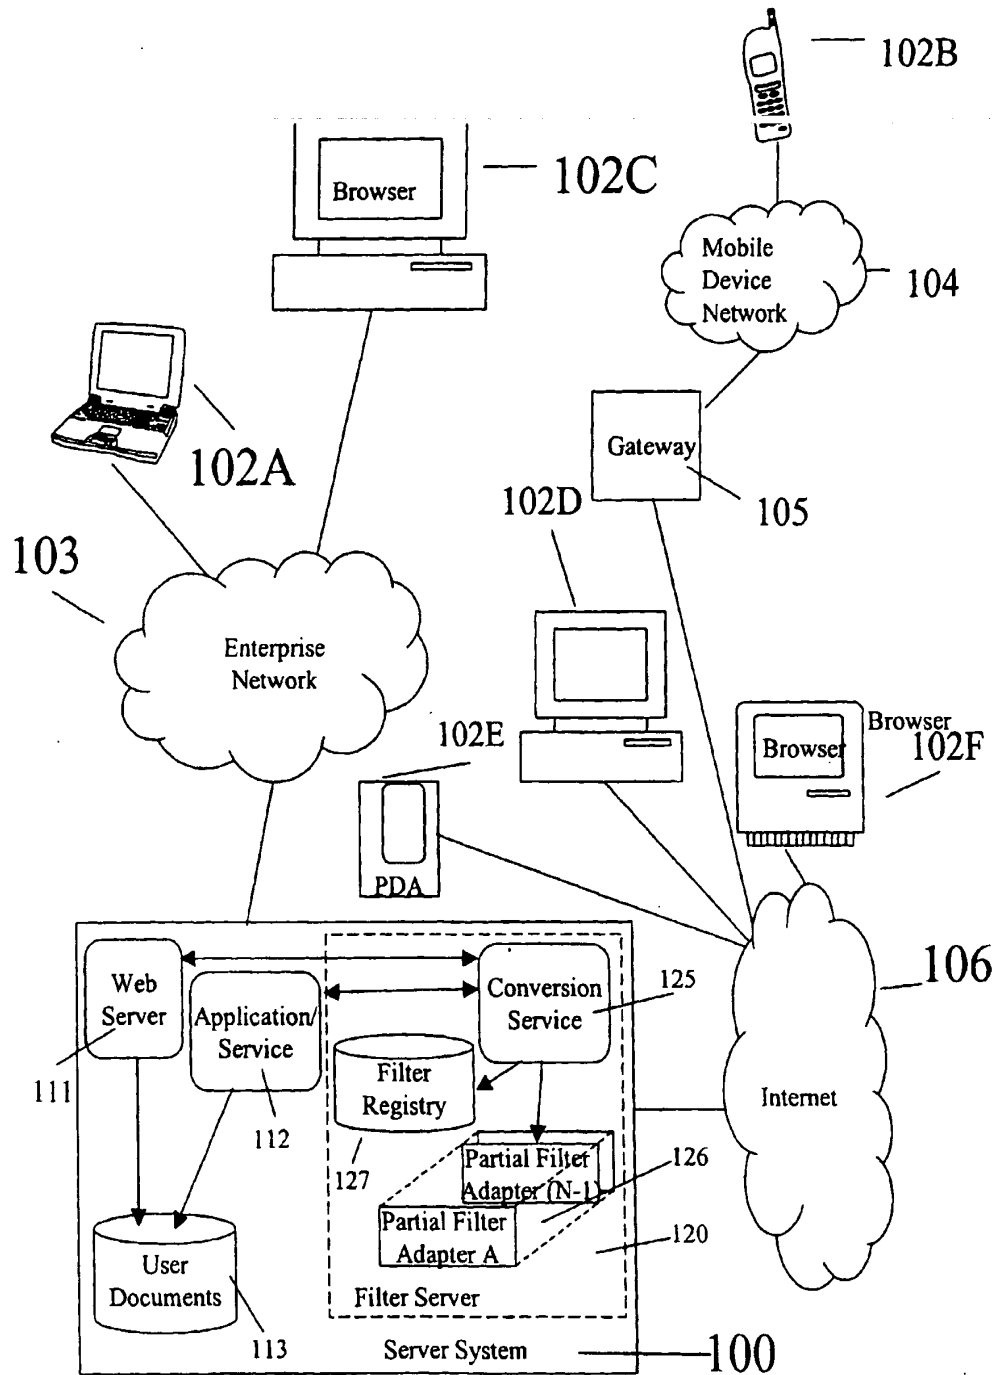 102B
Browser
102C
Mobile
Device
Network
104
102A
Gateway
105
102D
103
Enterprise
Network
102E
Browser
Browser
102F
PDA
Web
Server
111
Application/
Service
112
Conversion
Service
125
106
Filter
Registry
127
Internet
Partial Filter
Adapter (N-1)
126
Partial Filter
Adapter A
120
User
Documents
113
Filter Server
Server System
100